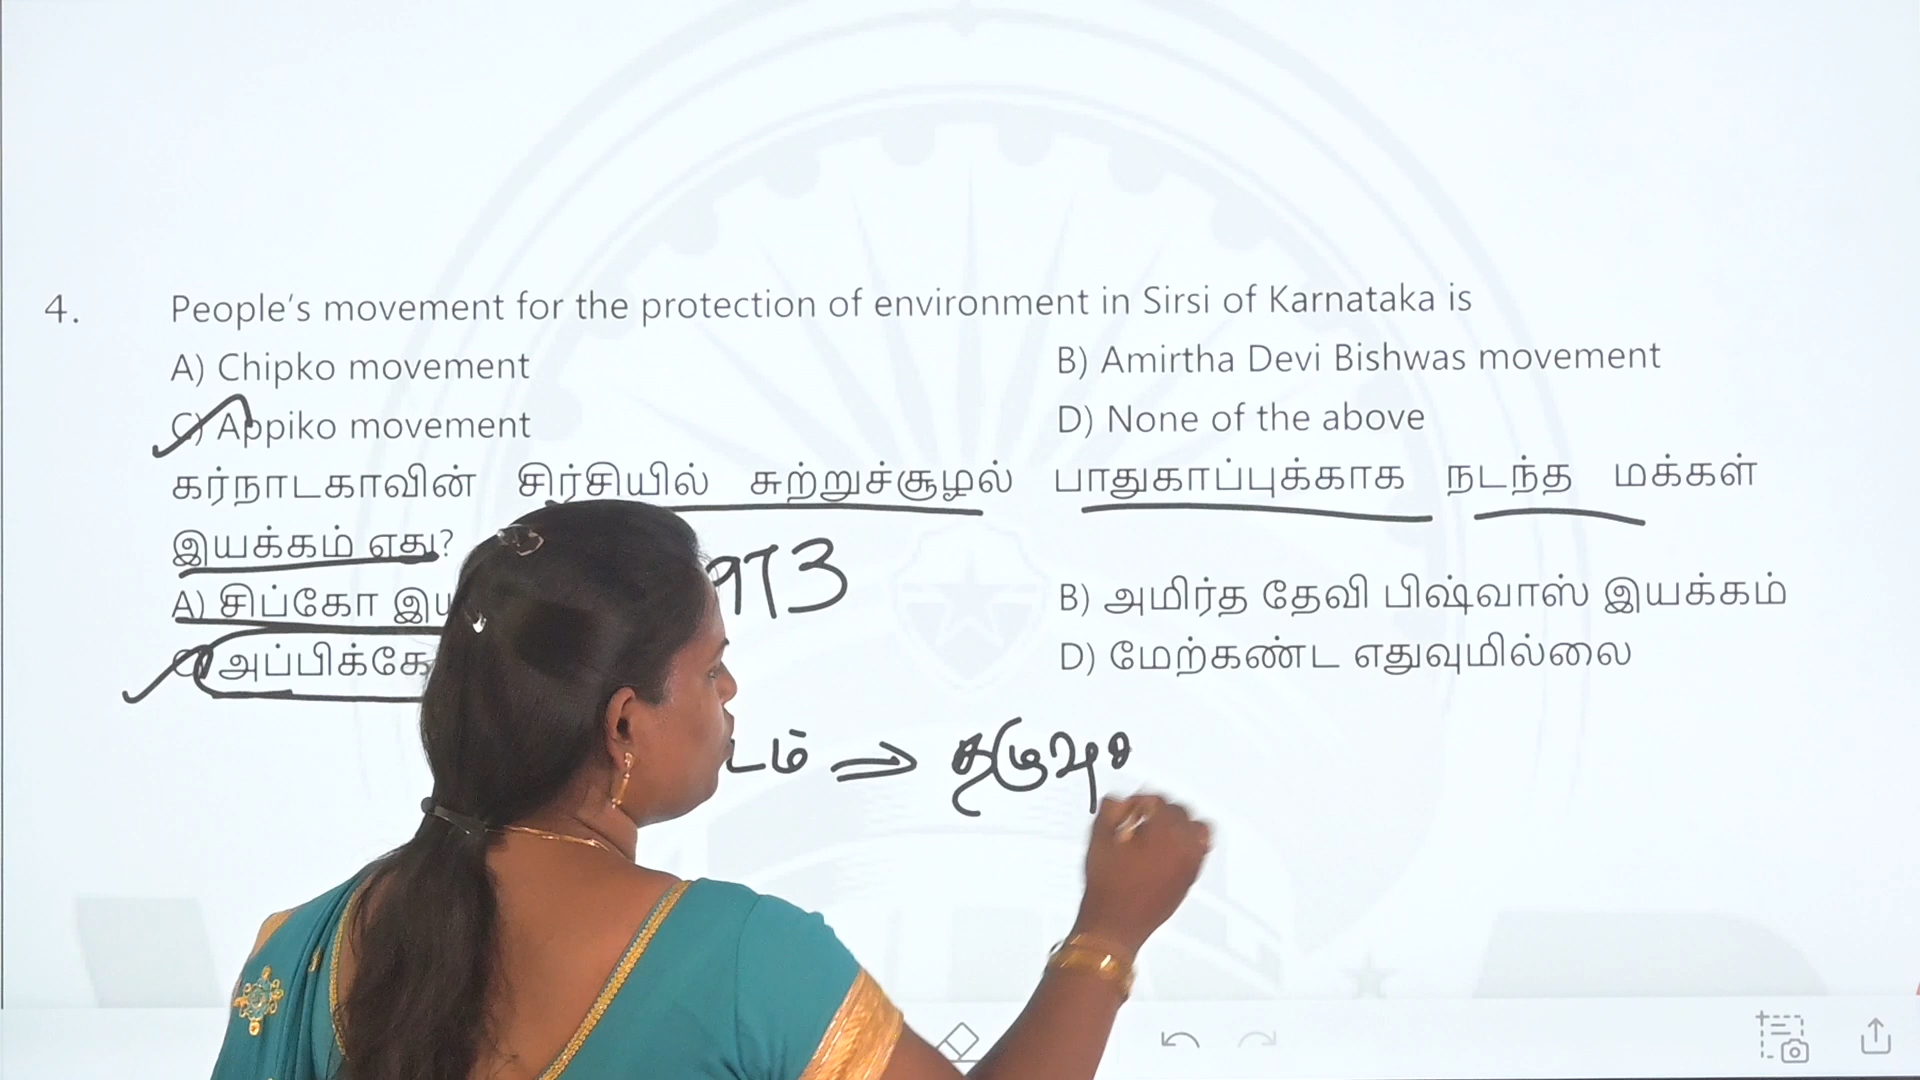 4. People's movement for the protection of environment in Sirsi of Karnataka is
A) Chipko movement B) Amirtha Devi Bishwas movement
C) Appiko movement D) None of the above
கர்நாடகாவின் சிர்சியில் சுற்றுச்சூழல் பாதுகாப்புக்காக நடந்த மக்கள்
இயக்கம் எது?
973
A) சிப்கோ B) அமிர்த தேவி பிஷ்வாஸ் இயக்கம்
C) D) மேற்கண்ட எதுவுமில்லை